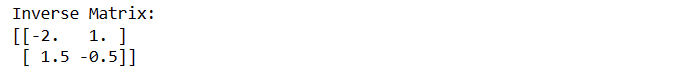 Inverse Matrix:
[[-2.   1. ]
 [ 1.5 -0.5]]